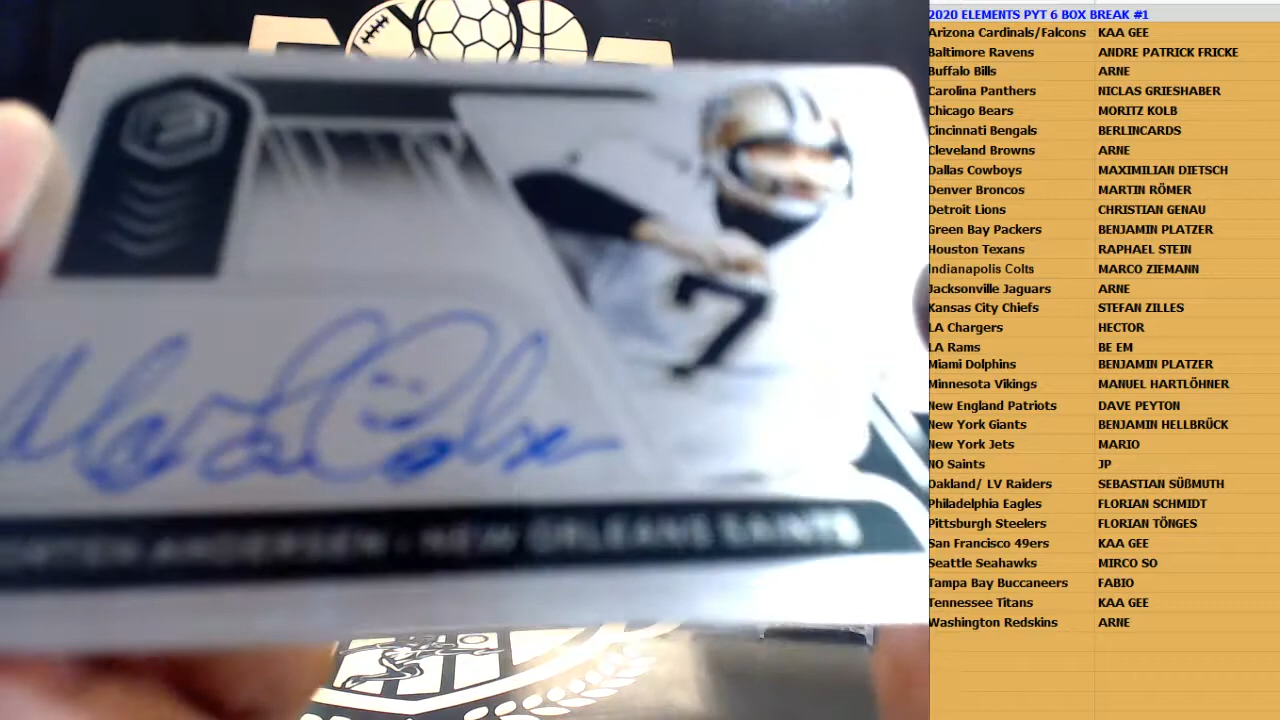 7
Morten Andersen
MORTEN ANDERSEN • NEW ORLEANS SAINTS
2020 ELEMENTS PYT 6 BOX BREAK #1
Arizona Cardinals/Falcons KAA GEE
Baltimore Ravens ANDRE PATRICK FRICKE
Buffalo Bills ARNE
Carolina Panthers NICLAS GRIESHABER
Chicago Bears MORITZ KOLB
Cincinnati Bengals BERLINCARDS
Cleveland Browns ARNE
Dallas Cowboys MAXIMILIAN DIETSCH
Denver Broncos MARTIN RÖMER
Detroit Lions CHRISTIAN GENAU
Green Bay Packers BENJAMIN PLATZER
Houston Texans RAPHAEL STEIN
Indianapolis Colts MARCO ZIEMANN
Jacksonville Jaguars ARNE
Kansas City Chiefs STEFAN ZILLES
LA Chargers HECTOR
LA Rams BE EM
Miami Dolphins BENJAMIN PLATZER
Minnesota Vikings MANUEL HARTLÖHNER
New England Patriots DAVE PEYTON
New York Giants BENJAMIN HELLBRÜCK
New York Jets MARIO
NO Saints JP
Oakland/ LV Raiders SEBASTIAN SÜßMUTH
Philadelphia Eagles FLORIAN SCHMIDT
Pittsburgh Steelers FLORIAN TÖNGES
San Francisco 49ers KAA GEE
Seattle Seahawks MIRCO SO
Tampa Bay Buccaneers FABIO
Tennessee Titans KAA GEE
Washington Redskins ARNE